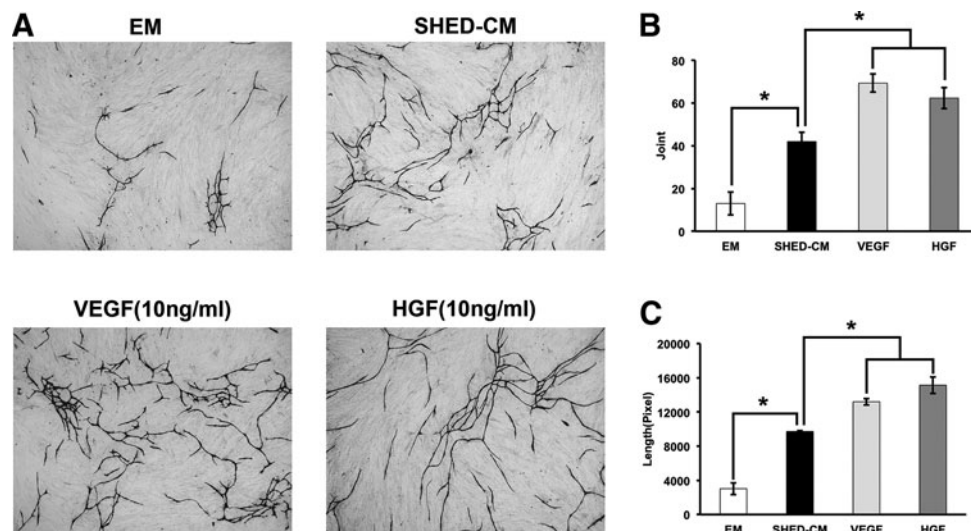 A
EM
SHED-CM
VEGF(10ng/ml)
HGF(10ng/ml)
B
*
*
80
60
40
20
0
Joint
EM
SHED-CM
VEGF
HGF
C
*
*
20000
16000
12000
8000
4000
0
Length(Pixel)
EM
SHED-CM
VEGF
HGF